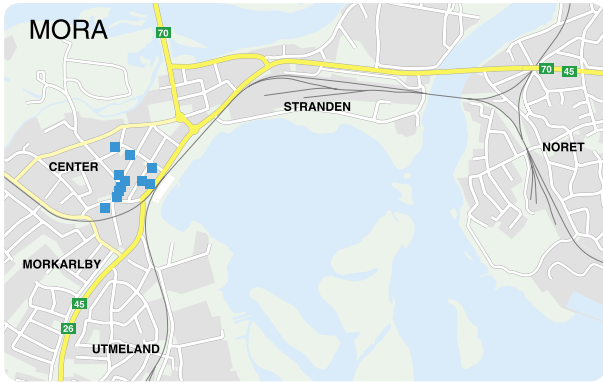 MORA
70
70 45
STRANDEN
NORET
CENTER
MORKARLBY
45
26
UTMELAND